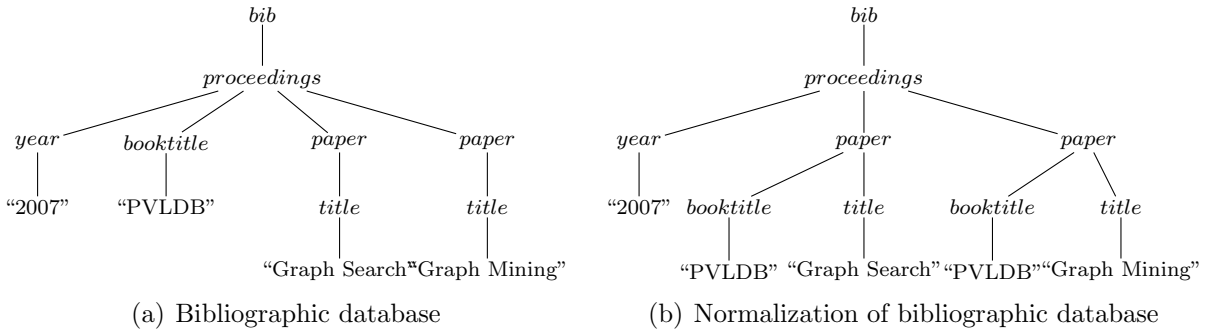 bib
proceedings
year booktitle paper paper
“2007” “PVLDB” title title
“Graph Search” “Graph Mining”
(a) Bibliographic database
bib
proceedings
year paper paper
“2007” booktitle title booktitle title
“PVLDB” “Graph Search” “PVLDB” “Graph Mining”
(b) Normalization of bibliographic database